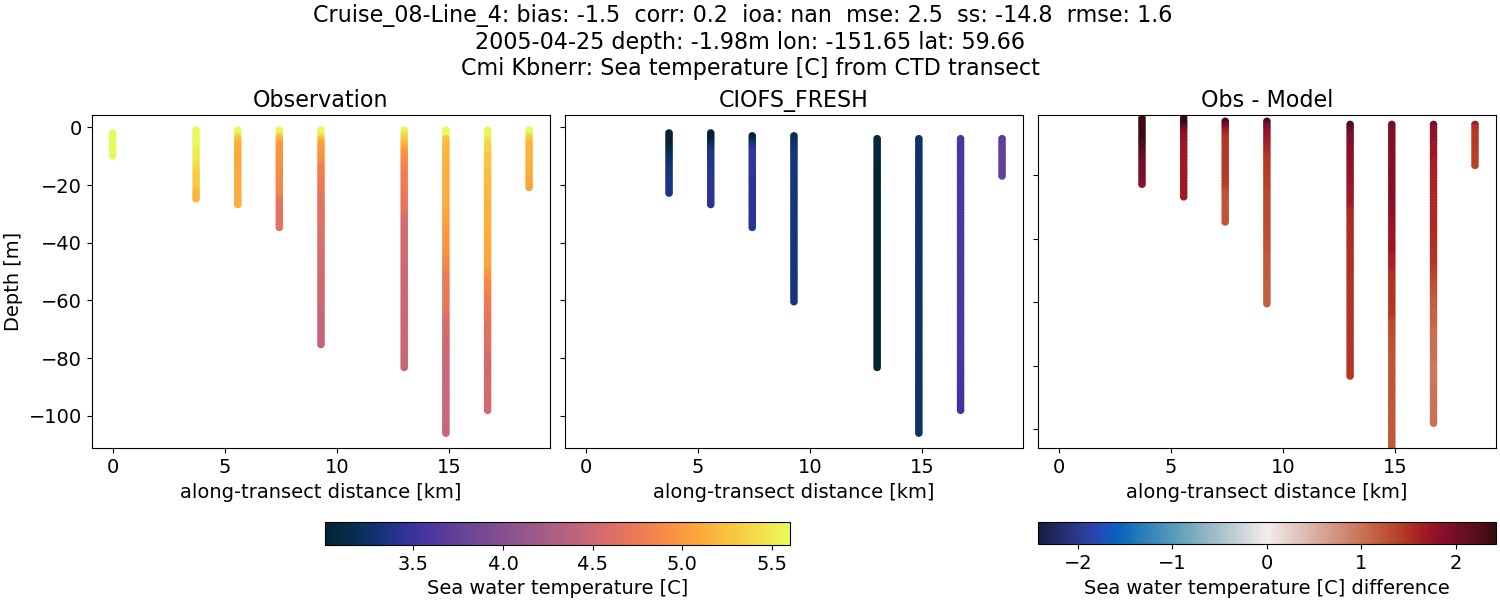 Cruise_08-Line_4: bias: -1.5  corr: 0.2  ioa: nan  mse: 2.5  ss: -14.8  rmse: 1.6
2005-04-25 depth: -1.98m lon: -151.65 lat: 59.66
Cmi Kbnerr: Sea temperature [C] from CTD transect
Observation
CIOFS_FRESH
Obs - Model
Depth [m]
0
−20
−40
−60
−80
−100
0 5 10 15
0 5 10 15
0 5 10 15
along-transect distance [km]
along-transect distance [km]
along-transect distance [km]
3.5 4.0 4.5 5.0 5.5
Sea water temperature [C]
−2 −1 0 1 2
Sea water temperature [C] difference